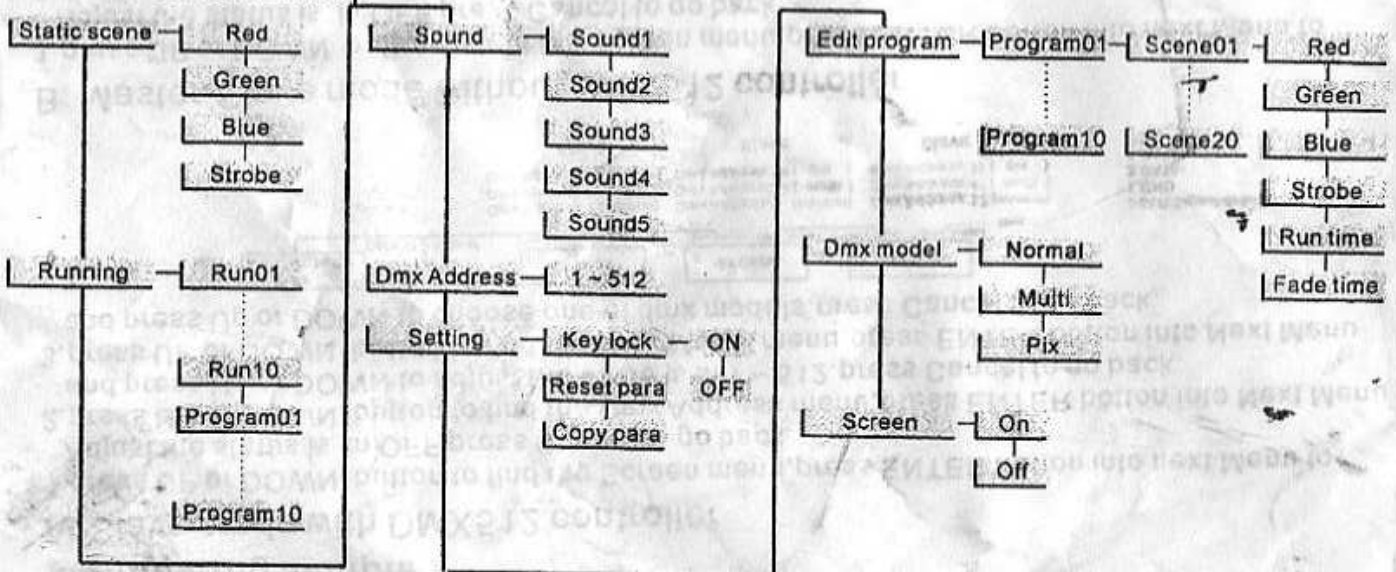 Static scene
Red
Green
Blue
Strobe
Running
Run01
Run10
Program01
Program10
Sound
Sound1
Sound2
Sound3
Sound4
Sound5
Dmx Address
1 ~ 512
Setting
Key lock
ON
OFF
Reset para
Copy para
Edit program
Program01
Scene01
Red
Green
Blue
Strobe
Run time
Fade time
Program10
Scene20
Dmx model
Normal
Multi
Pix
Screen
On
Off